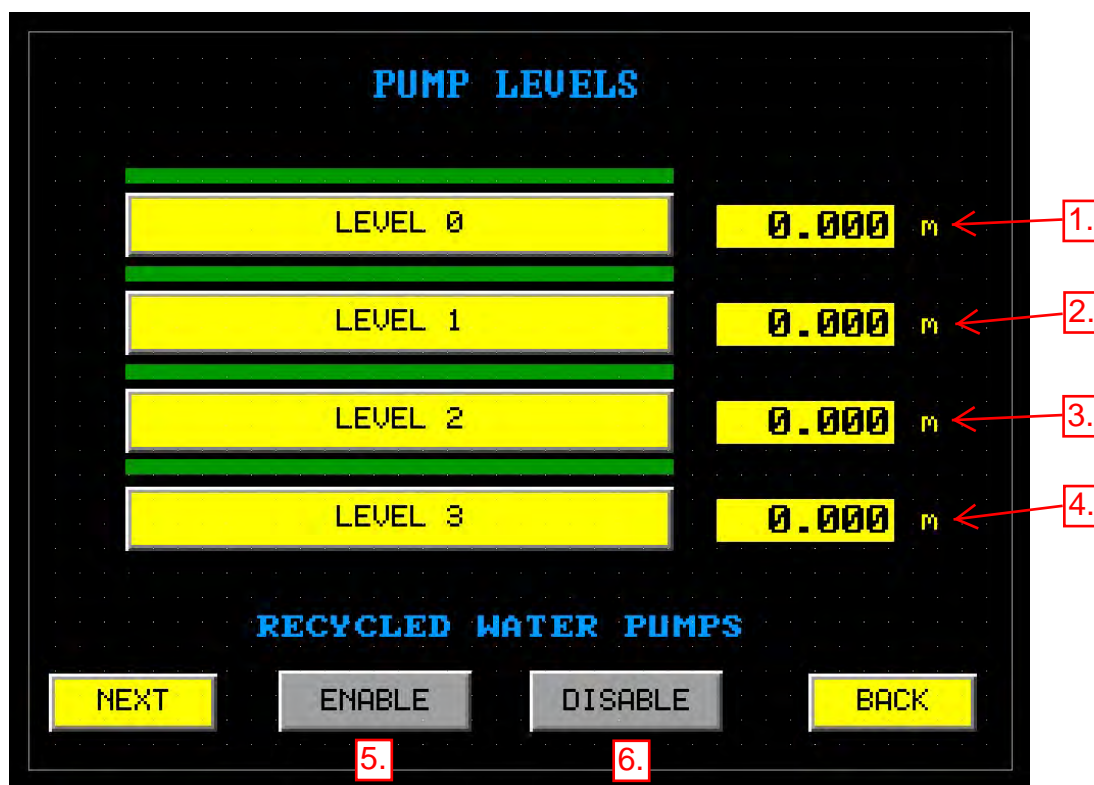 PUMP LEVELS
LEVEL 0 0.000 m 1.
LEVEL 1 0.000 m 2.
LEVEL 2 0.000 m 3.
LEVEL 3 0.000 m 4.
RECYCLED WATER PUMPS
NEXT ENABLE DISABLE BACK
5. 6.